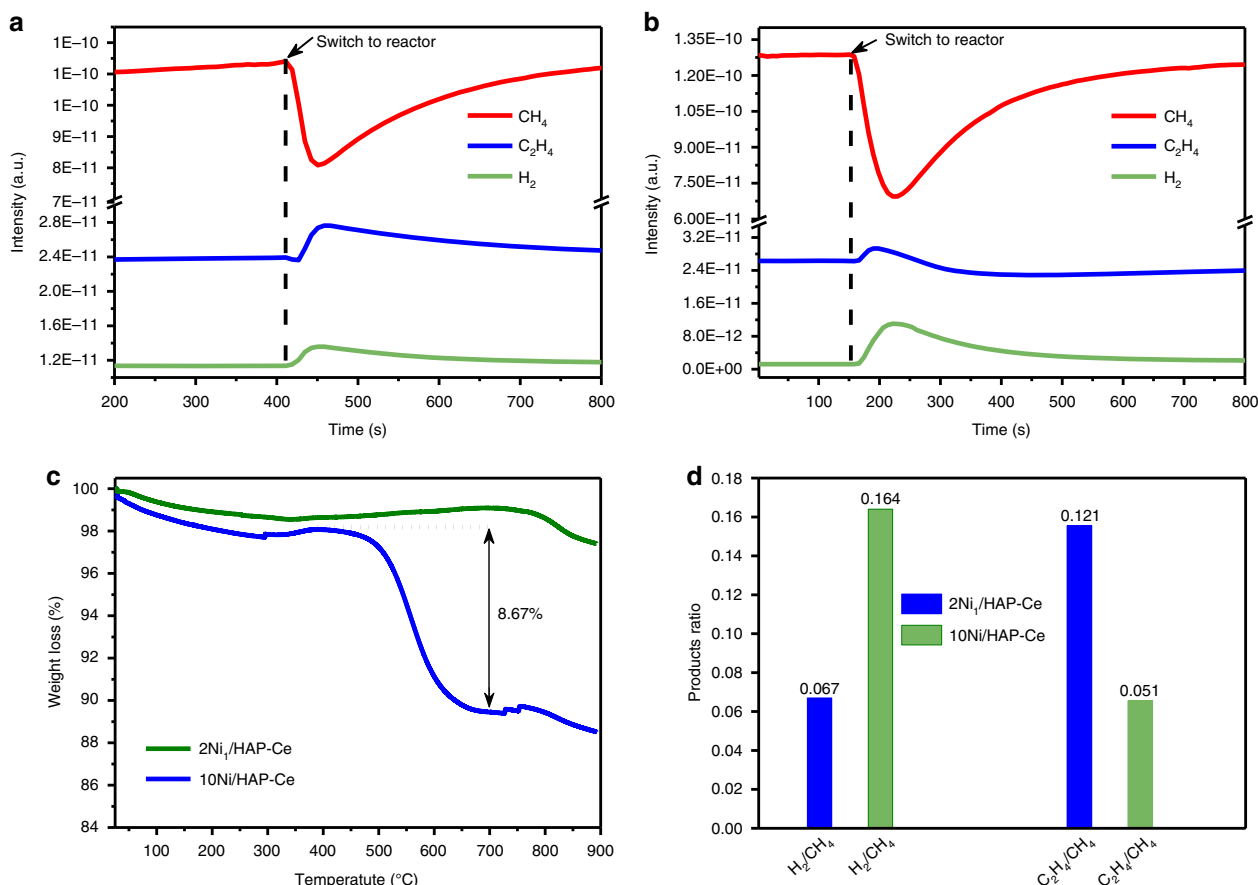 a
1E–10
1E–10
1E–10
9E–11
8E–11
7E–11
2.8E–11
2.4E–11
2.0E–11
1.6E–11
1.2E–11
Intensity (a.u.)
Switch to reactor
CH₄
C₂H₄
H₂
200 300 400 500 600 700 800
Time (s)
b
1.35E–10
1.20E–10
1.05E–10
9.00E–11
7.50E–11
6.00E–11
3.2E–11
2.4E–11
1.6E–11
8.0E–12
0.0E+00
Intensity (a.u.)
Switch to reactor
CH₄
C₂H₄
H₂
100 200 300 400 500 600 700 800
Time (s)
c
100
98
96
94
92
90
88
86
84
Weight loss (%)
8.67%
2Ni₁/HAP-Ce
10Ni/HAP-Ce
100 200 300 400 500 600 700 800 900
Temperatute (°C)
d
0.18
0.16
0.14
0.12
0.10
0.08
0.06
0.04
0.02
0.00
Products ratio
0.067
0.164
0.121
0.051
2Ni₁/HAP-Ce
10Ni/HAP-Ce
H₂/CH₄
H₂/CH₄
C₂H₄/CH₄
C₂H₄/CH₄